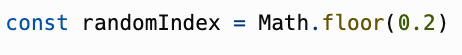 const randomIndex = Math.floor(0.2)